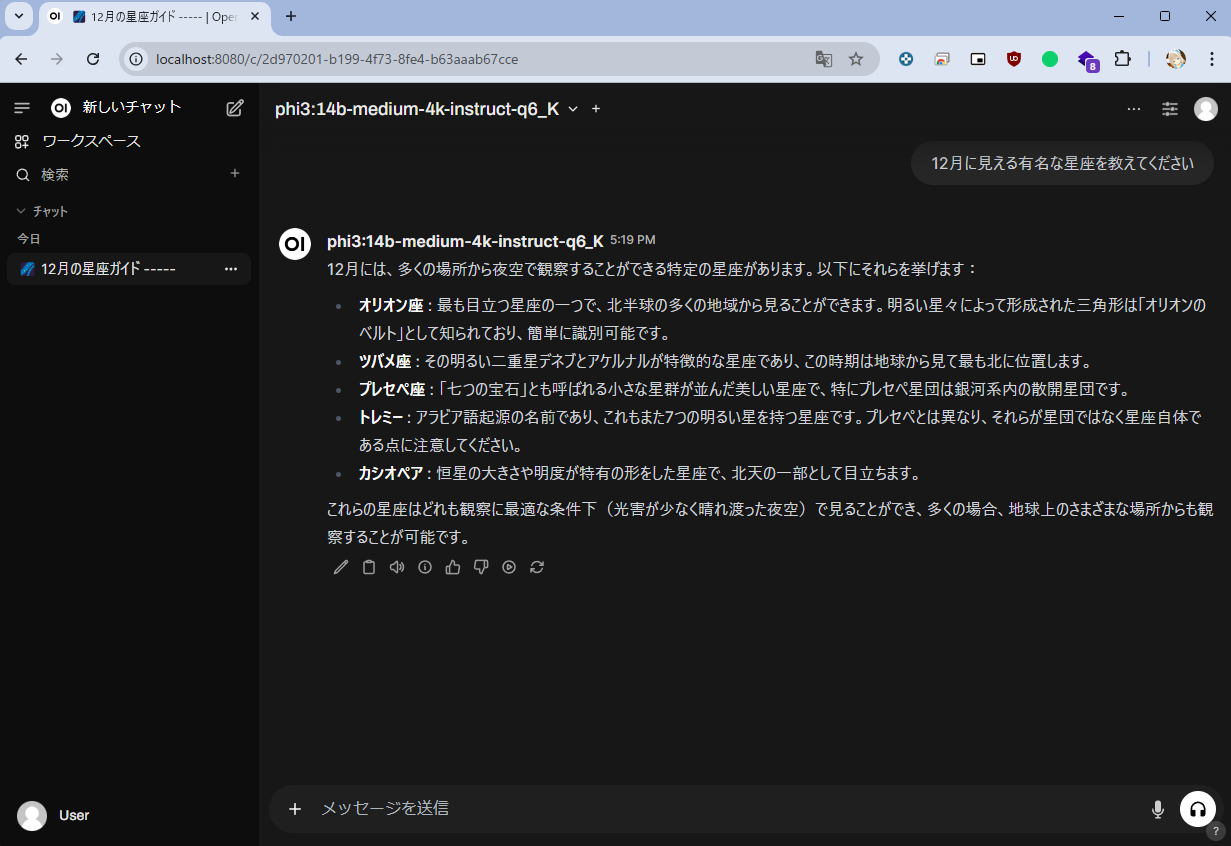 12月の星座ガイド ----- | Oper
localhost:8080/c/2d970201-b199-4f73-8fe4-b63aaab67cce
8
OI 新しいチャット
ワークスペース
検索
チャット
今日
12月の星座ガイド -----
phi3:14b-medium-4k-instruct-q6_K
12月に見える有名な星座を教えてください
OI phi3:14b-medium-4k-instruct-q6_K 5:19 PM
12月には、多くの場所から夜空で観察することができる特定の星座があります。以下にそれらを挙げます：
• オリオン座 : 最も目立つ星座の一つで、北半球の多くの地域から見ることができます。明るい星々によって形成された三角形は「オリオンの
ベルト」として知られており、簡単に識別可能です。
• ツバメ座 : その明るい二重星デネブとアケルナルが特徴的な星座であり、この時期は地球から見て最も北に位置します。
• プレセペ座 : 「七つの宝石」とも呼ばれる小さな星群が並んだ美しい星座で、特にプレセペ星団は銀河系内の散開星団です。
• トレミー : アラビア語起源の名前であり、これもまた7つの明るい星を持つ星座です。プレセペとは異なり、それらが星団ではなく星座自体で
ある点に注意してください。
• カシオペア : 恒星の大きさや明度が特有の形をした星座で、北天の一部として目立ちます。
これらの星座はどれも観察に最適な条件下（光害が少なく晴れ渡った夜空）で見ることができ、多くの場合、地球上のさまざまな場所からも観
察することが可能です。
メッセージを送信
User
?